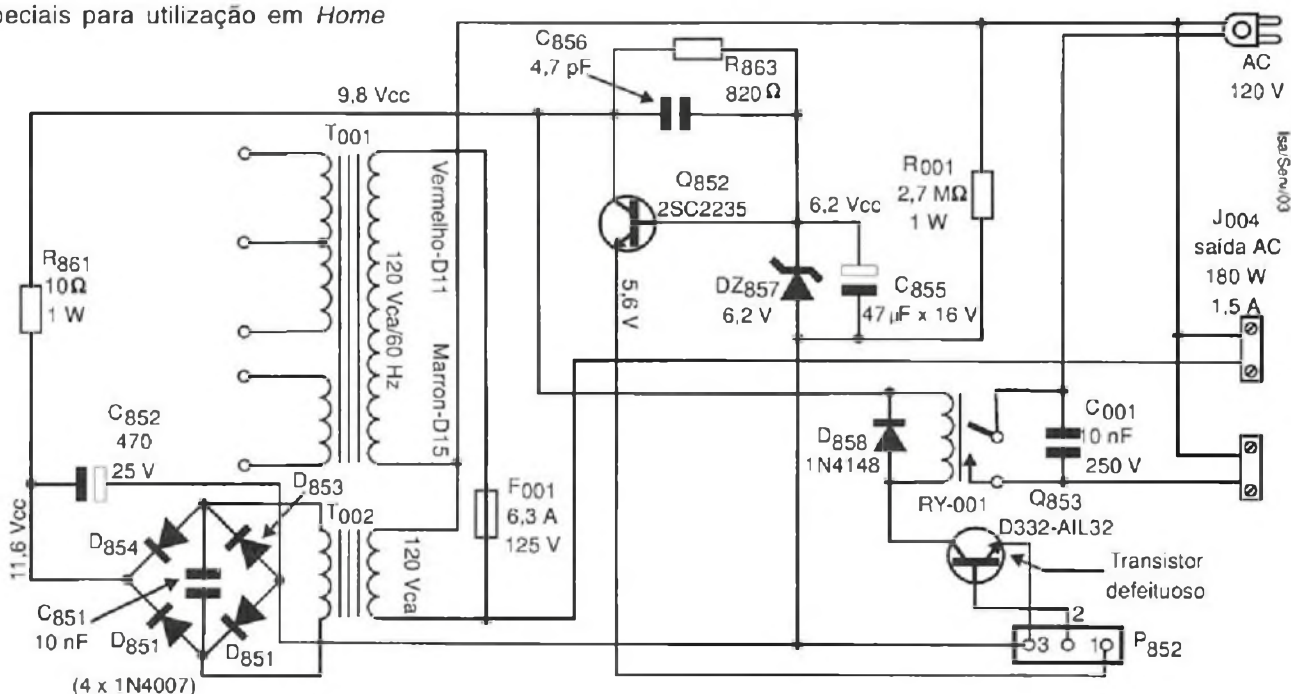 peciais para utilização em Home
C856
4,7 pF
R863
820 Ω
AC
120 V
Isa/Serv/03
9,8 Vcc
T001
Vermelho-D11
Marron-D15
120 Vca/60 Hz
Q852
2SC2235
6,2 Vcc
R001
2,7 MΩ
1 W
J004
saída AC
180 W
1,5 A
R861
10Ω
1 W
5,6 V
DZ857
6,2 V
C855
47 µF x 16 V
C852
470
25 V
D853
D858
1N4148
C001
10 nF
250 V
RY-001
Q853
D332-AIL32
F001
6,3 A
125 V
T002
120 Vca
11,6 Vcc
D854
C851
10 nF
D851
D851
(4 x 1N4007)
Transistor
defeituoso
2
3
1
P852